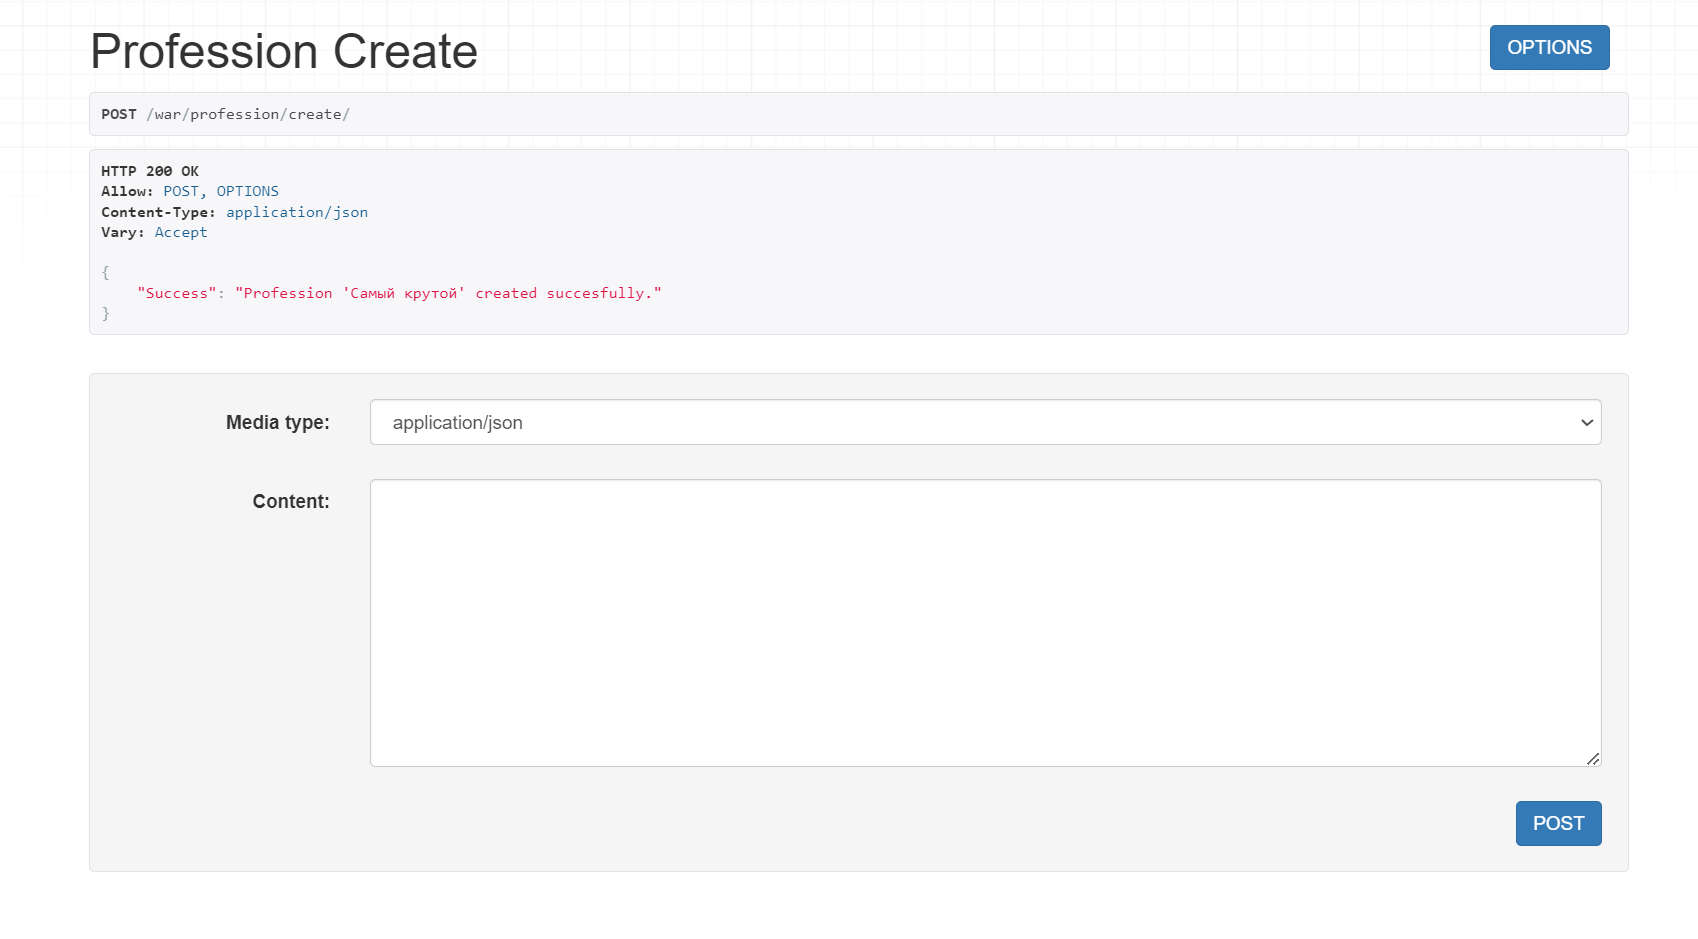 Profession Create
OPTIONS
POST /war/profession/create/
HTTP 200 OK
Allow: POST, OPTIONS
Content-Type: application/json
Vary: Accept
{
"Success": "Profession 'Самый крутой' created succesfully."
}
Media type:
application/json
Content:
POST